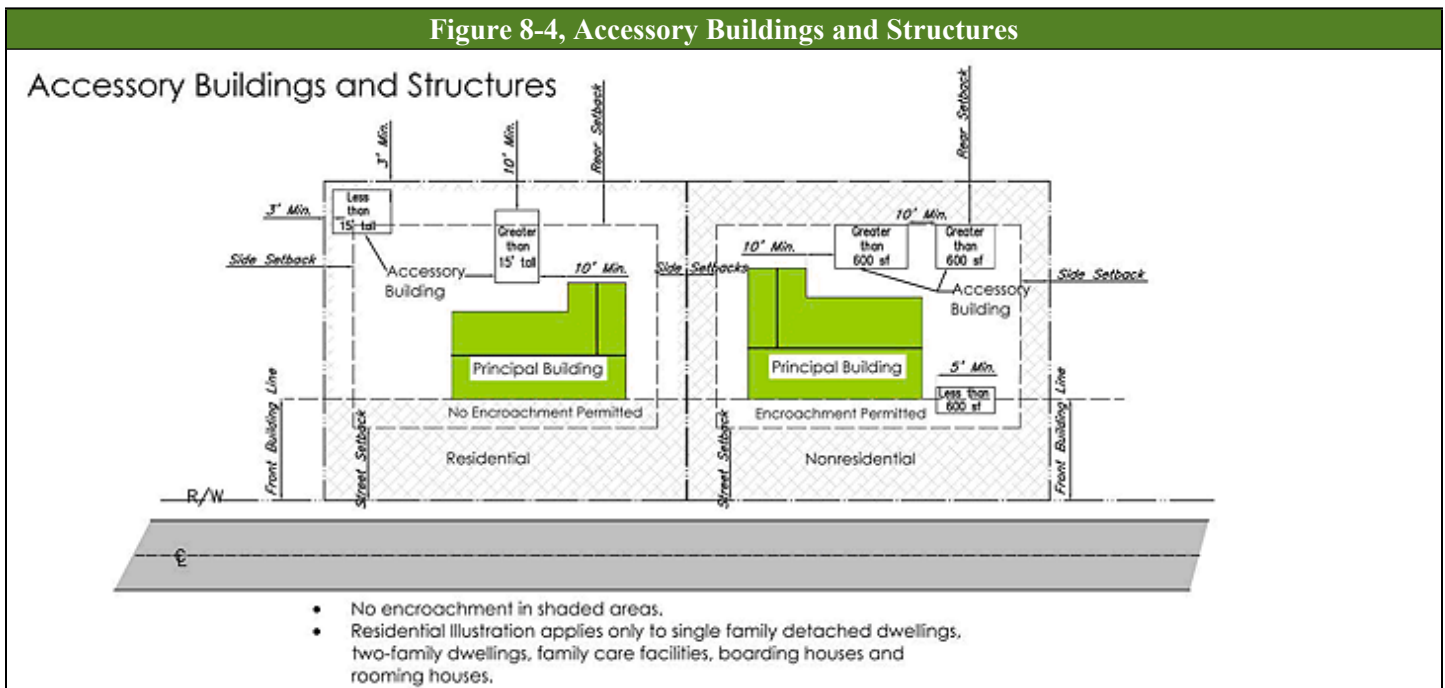 Figure 8-4, Accessory Buildings and Structures
Accessory Buildings and Structures
3' Min.
10' Min.
Rear Setback
Rear Setback
3' Min.
Less
than
15' tall
Greater
than
15' tall
10' Min.
10' Min.
Greater
than
600 sf
Greater
than
600 sf
Side Setback
Accessory
Building
10' Min.
Side Setbacks
Accessory
Building
Side Setback
Principal Building
Principal Building
5' Min.
Less than
600 sf
Front Building Line
No Encroachment Permitted
Encroachment Permitted
Front Building Line
Street Setback
Residential
Street Setback
Nonresidential
R/W
℄
• No encroachment in shaded areas.
• Residential Illustration applies only to single family detached dwellings,
two-family dwellings, family care facilities, boarding houses and
rooming houses.